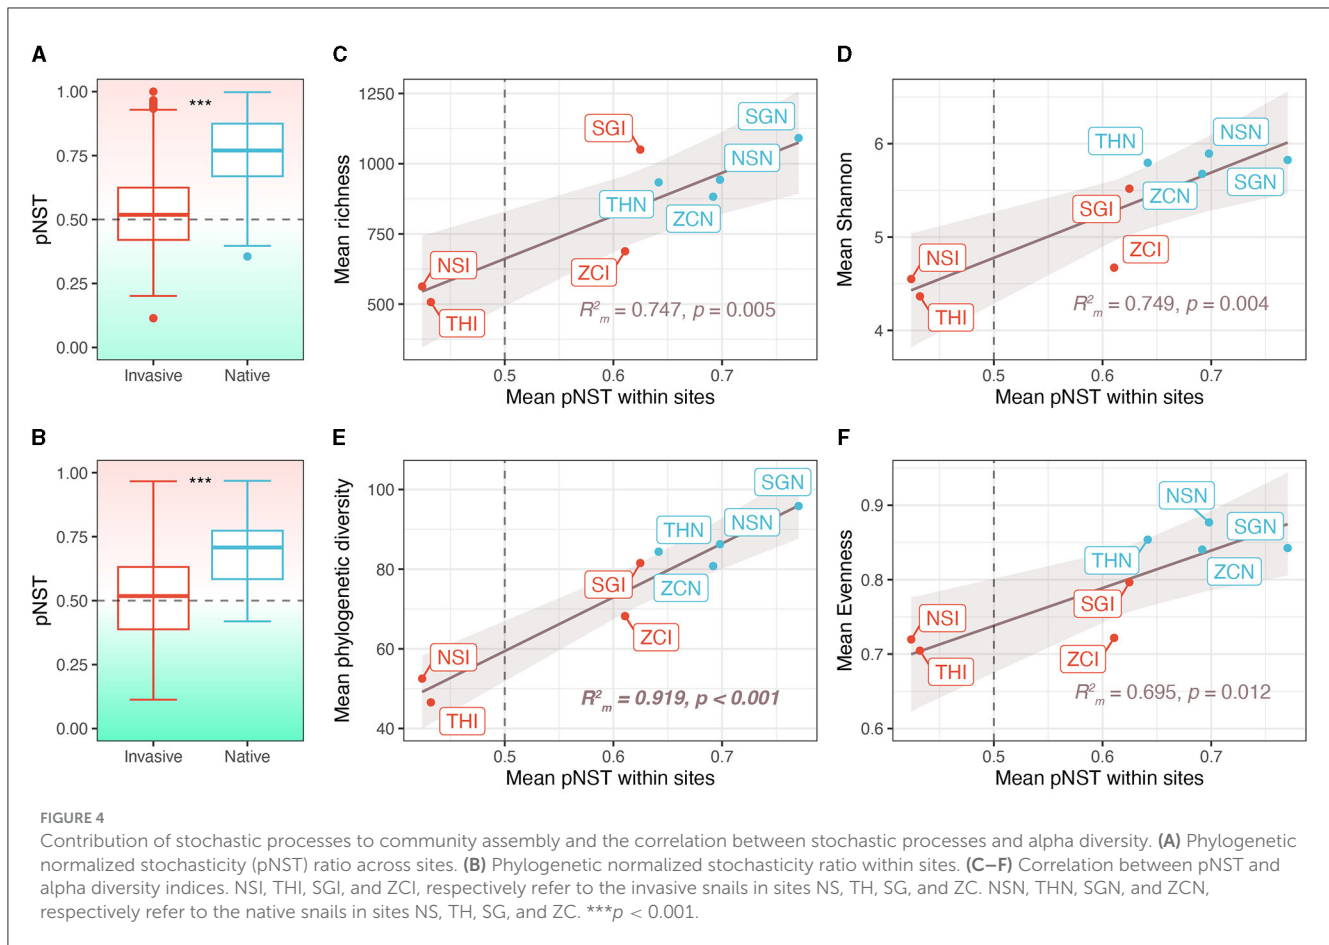 A
1.00
0.75
0.50
0.25
0.00
pNST
***
Invasive
Native
C
1250
1000
750
500
Mean richness
SGI
SGN
NSN
THN
ZCN
NSI
ZCI
THI
R²m = 0.747, p = 0.005
0.5
0.6
0.7
Mean pNST within sites
D
6
5
4
Mean Shannon
THN
NSN
SGN
ZCN
SGI
NSI
ZCI
THI
R²m = 0.749, p = 0.004
0.5
0.6
0.7
Mean pNST within sites
B
1.00
0.75
0.50
0.25
0.00
pNST
***
Invasive
Native
E
100
80
60
40
Mean phylogenetic diversity
SGN
THN
NSN
SGI
ZCN
ZCI
NSI
THI
R²m = 0.919, p < 0.001
0.5
0.6
0.7
Mean pNST within sites
F
0.9
0.8
0.7
0.6
Mean Evenness
NSN
SGN
THN
ZCN
SGI
NSI
ZCI
THI
R²m = 0.695, p = 0.012
0.5
0.6
0.7
Mean pNST within sites
FIGURE 4
Contribution of stochastic processes to community assembly and the correlation between stochastic processes and alpha diversity. (A) Phylogenetic
normalized stochasticity (pNST) ratio across sites. (B) Phylogenetic normalized stochasticity ratio within sites. (C–F) Correlation between pNST and
alpha diversity indices. NSI, THI, SGI, and ZCI, respectively refer to the invasive snails in sites NS, TH, SG, and ZC. NSN, THN, SGN, and ZCN,
respectively refer to the native snails in sites NS, TH, SG, and ZC. ***p < 0.001.